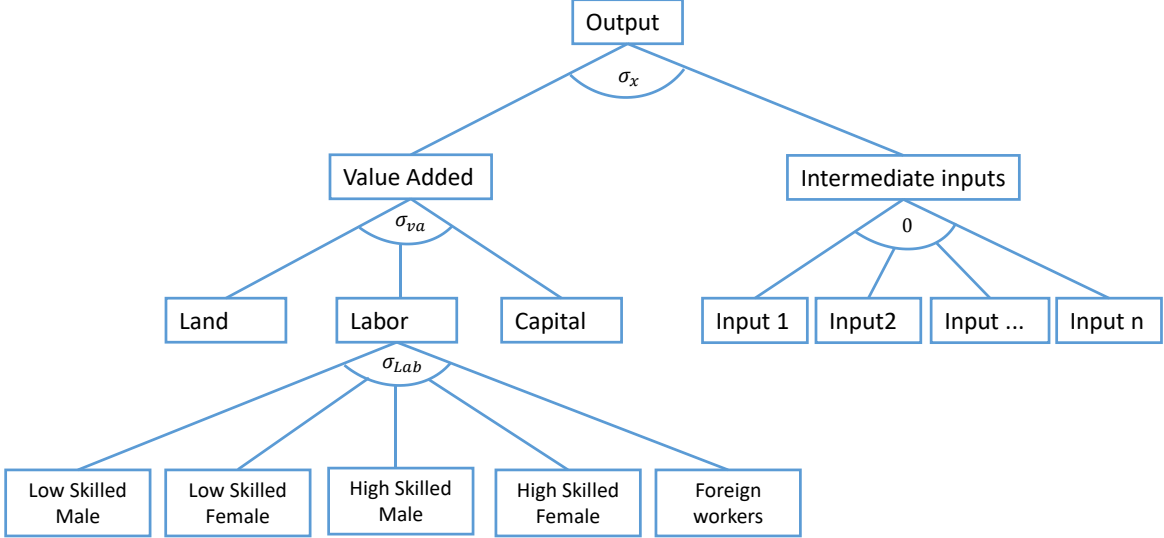 Output
σₓ
Value Added
Intermediate inputs
σᵥₐ
0
Land
Labor
Capital
Input 1
Input2
Input ...
Input n
σ_Lab
Low Skilled
Male
Low Skilled
Female
High Skilled
Male
High Skilled
Female
Foreign
workers